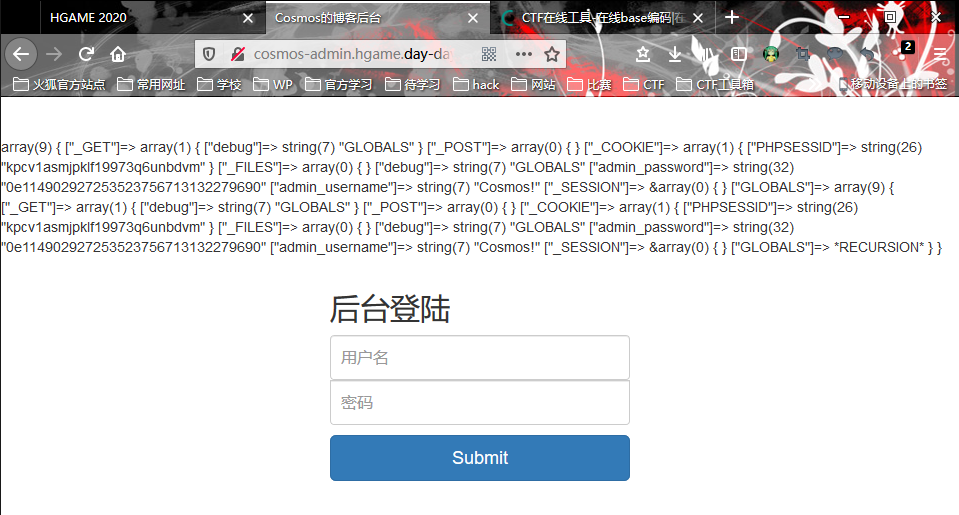 HGAME 2020
Cosmos的博客后台
CTF在线工具-在线base编码|在
cosmos-admin.hgame.day-da
2
火狐官方站点 常用网址 学校 WP 官方学习 待学习 hack 网站 比赛 CTF CTF工具箱 移动设备上的书签
array(9) { ["_GET"]=> array(1) { ["debug"]=> string(7) "GLOBALS" } ["_POST"]=> array(0) { } ["_COOKIE"]=> array(1) { ["PHPSESSID"]=> string(26)
"kpcv1asmjpklf19973q6unbdvm" } ["_FILES"]=> array(0) { } ["debug"]=> string(7) "GLOBALS" ["admin_password"]=> string(32)
"0e114902927253523756713132279690" ["admin_username"]=> string(7) "Cosmos!" ["_SESSION"]=> &array(0) { } ["GLOBALS"]=> array(9) {
["_GET"]=> array(1) { ["debug"]=> string(7) "GLOBALS" } ["_POST"]=> array(0) { } ["_COOKIE"]=> array(1) { ["PHPSESSID"]=> string(26)
"kpcv1asmjpklf19973q6unbdvm" } ["_FILES"]=> array(0) { } ["debug"]=> string(7) "GLOBALS" ["admin_password"]=> string(32)
"0e114902927253523756713132279690" ["admin_username"]=> string(7) "Cosmos!" ["_SESSION"]=> &array(0) { } ["GLOBALS"]=> *RECURSION* } }
后台登陆
用户名
密码
Submit